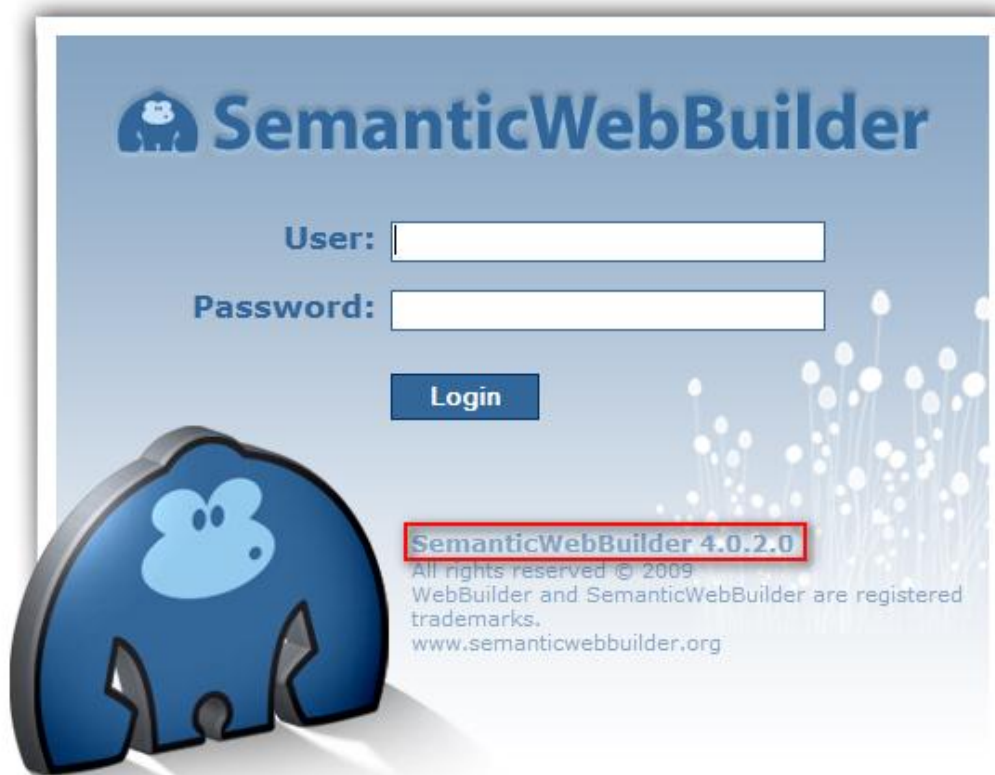 SemanticWebBuilder
User:
Password:
Login
SemanticWebBuilder 4.0.2.0
All rights reserved © 2009
WebBuilder and SemanticWebBuilder are registered
trademarks.
www.semanticwebbuilder.org